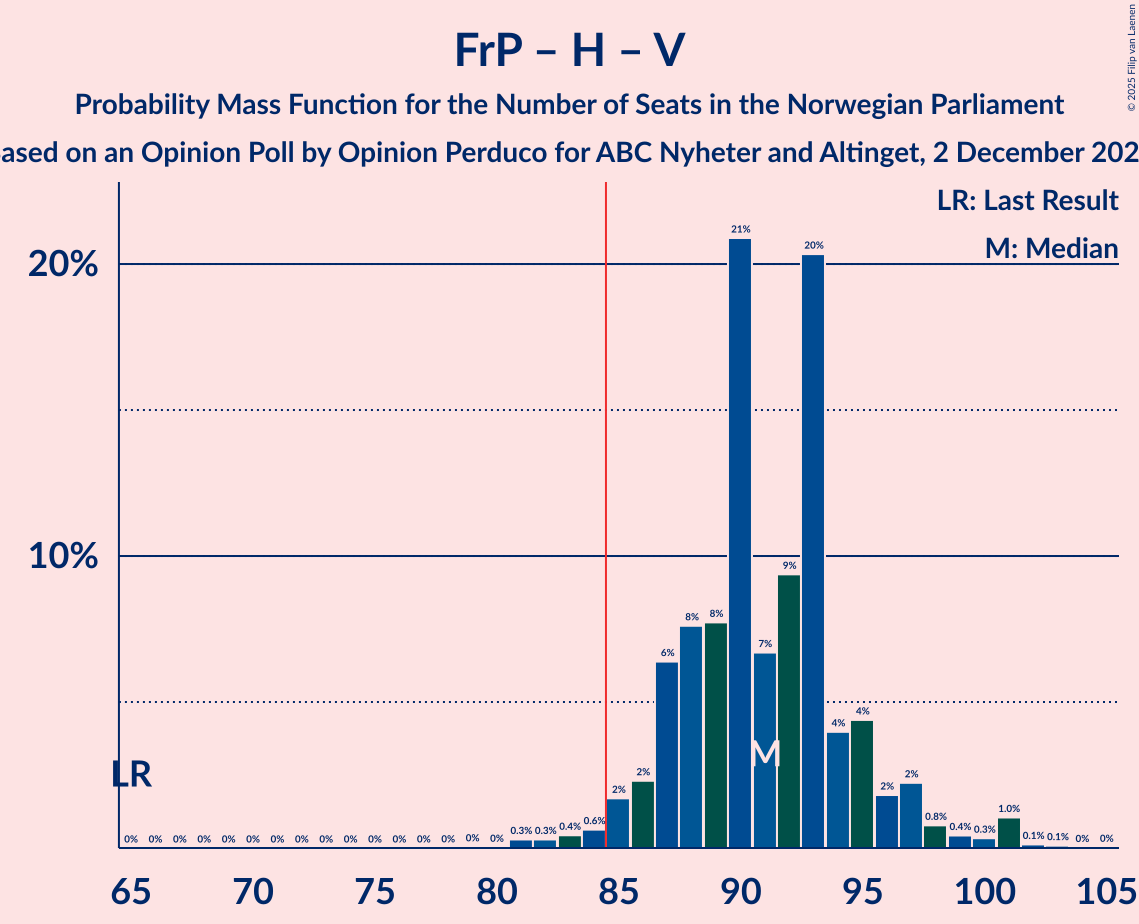 FrP – H – V
Probability Mass Function for the Number of Seats in the Norwegian Parliament
ased on an Opinion Poll by Opinion Perduco for ABC Nyheter and Altinget, 2 December 202
© 2025 Filip van Laenen
LR: Last Result
M: Median
20%
10%
21%
20%
9%
8%
8%
7%
6%
4%
4%
2%
2%
2%
2%
M
LR
0% 0% 0% 0% 0% 0% 0% 0% 0% 0% 0% 0% 0% 0% 0% 0% 0.3% 0.3% 0.4% 0.6% 0.8% 0.4% 0.3% 1.0% 0.1% 0.1% 0% 0%
65 70 75 80 85 90 95 100 105